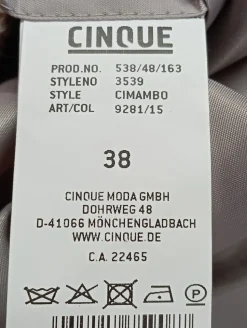 CINQUE
PROD.NO. 538/48/163
STYLENO 3539
STYLE CIMAMBO
ART/COL 9281/15
38
CINQUE MODA GMBH
DOHRWEG 48
D-41066 MÖNCHENGLADBACH
WWW.CINQUE.DE
C.A. 22465
P